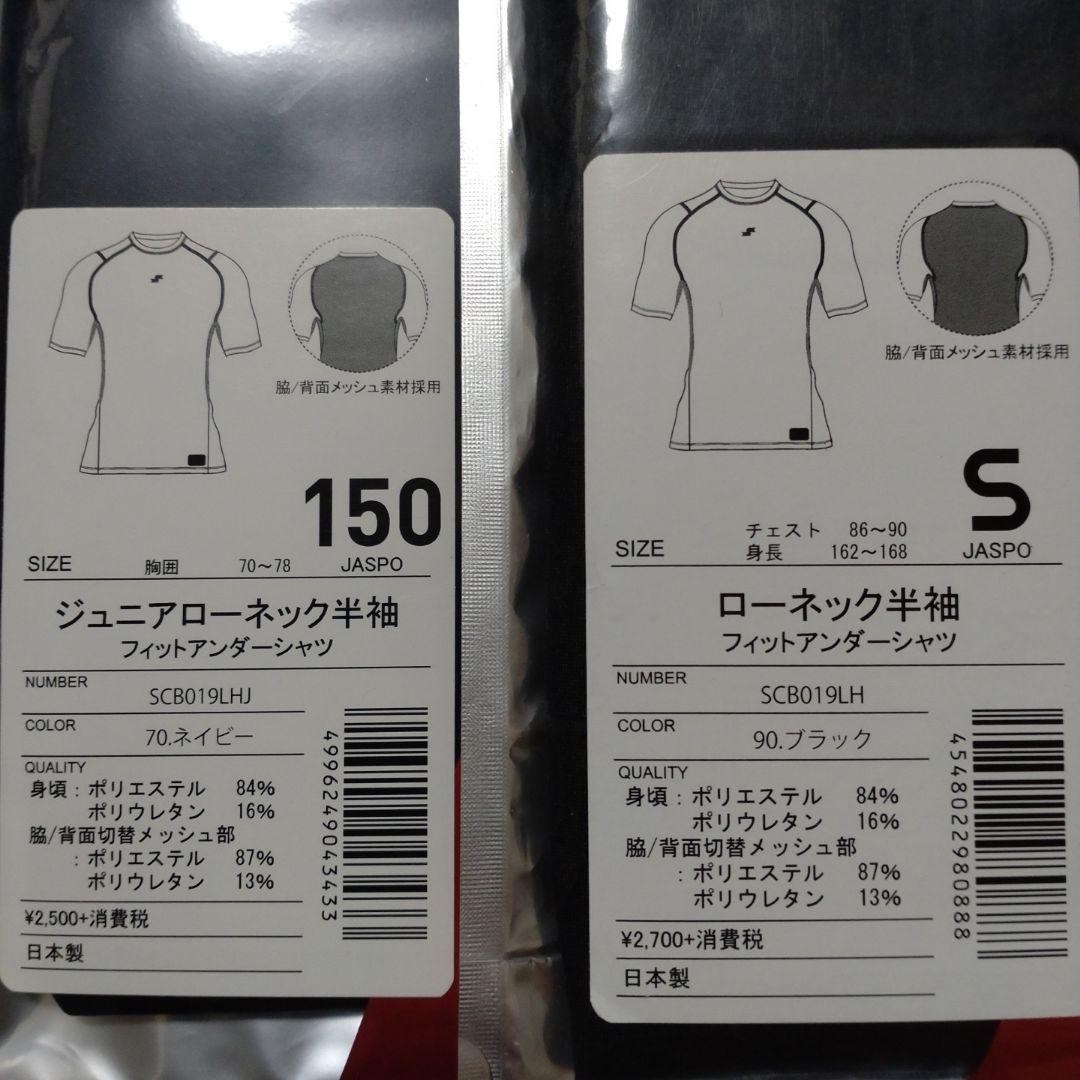 脇/背面メッシュ素材採用
150
SIZE 胸囲 70〜78 JASPO
ジュニアローネック半袖
フィットアンダーシャツ
NUMBER
SCB019LHJ
COLOR
70.ネイビー
QUALITY
身頃：ポリエステル 84%
ポリウレタン 16%
脇/背面切替メッシュ部
：ポリエステル 87%
ポリウレタン 13%
¥2,500+消費税
日本製
4996249043433
脇/背面メッシュ素材採用
S
チェスト 86〜90
SIZE 身長 162〜168 JASPO
ローネック半袖
フィットアンダーシャツ
NUMBER
SCB019LH
COLOR
90.ブラック
QUALITY
身頃：ポリエステル 84%
ポリウレタン 16%
脇/背面切替メッシュ部
：ポリエステル 87%
ポリウレタン 13%
¥2,700+消費税
日本製
4548022980888